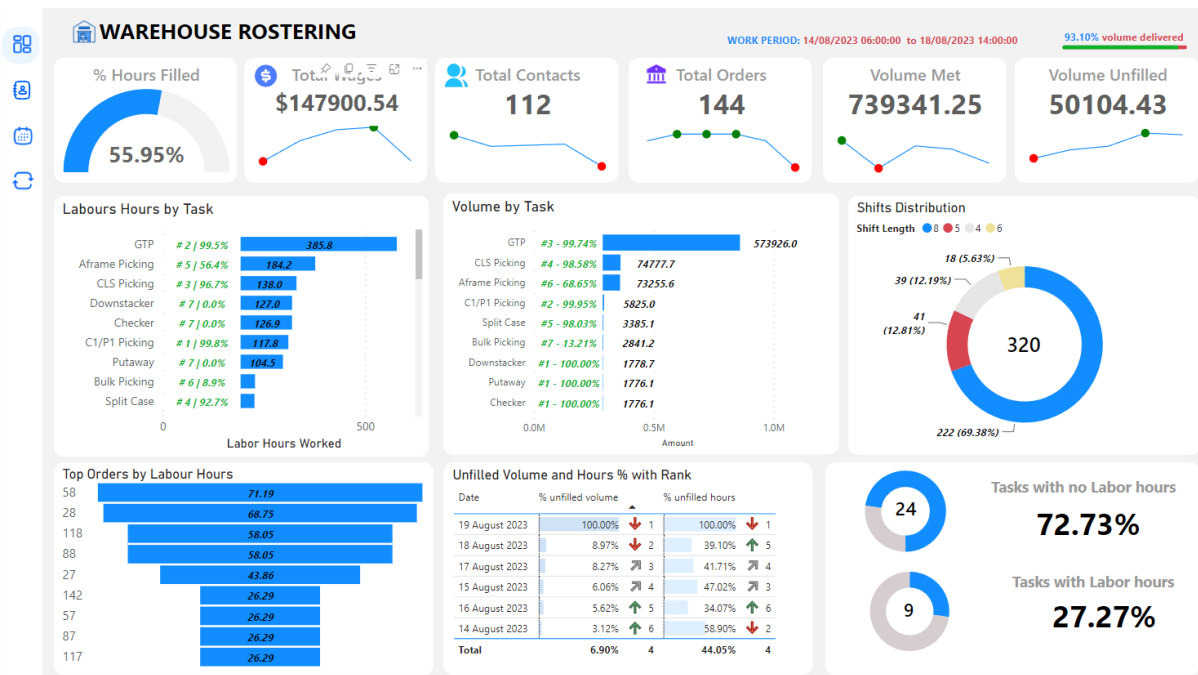 WAREHOUSE ROSTERING
WORK PERIOD: 14/08/2023 06:00:00 to 18/08/2023 14:00:00
93.10% volume delivered
% Hours Filled
55.95%
$
Total Wages
$147900.54
Total Contacts
112
Total Orders
144
Volume Met
739341.25
Volume Unfilled
50104.43
Labours Hours by Task
GTP # 2 | 99.5% 385.8
Aframe Picking # 5 | 56.4% 184.2
CLS Picking # 3 | 96.7% 138.0
Downstacker # 7 | 0.0% 127.0
Checker # 7 | 0.0% 126.9
C1/P1 Picking # 1 | 99.8% 117.8
Putaway # 7 | 0.0% 104.5
Bulk Picking # 6 | 8.9%
Split Case # 4 | 92.7%
0 500
Labor Hours Worked
Volume by Task
GTP #3 - 99.74% 573926.0
CLS Picking #4 - 98.58% 74777.7
Aframe Picking #6 - 68.65% 73255.6
C1/P1 Picking #2 - 99.95% 5825.0
Split Case #5 - 98.03% 3385.1
Bulk Picking #7 - 13.21% 2841.2
Downstacker #1 - 100.00% 1778.7
Putaway #1 - 100.00% 1776.1
Checker #1 - 100.00% 1776.1
0.0M 0.5M 1.0M
Amount
Shifts Distribution
Shift Length 8 5 4 6
18 (5.63%)
39 (12.19%)
41
(12.81%)
320
222 (69.38%)
Top Orders by Labour Hours
58 71.19
28 68.75
118 58.05
88 58.05
27 43.86
142 26.29
57 26.29
87 26.29
117 26.29
Unfilled Volume and Hours % with Rank
Date % unfilled volume % unfilled hours
19 August 2023 100.00% 1 100.00% 1
18 August 2023 8.97% 2 39.10% 5
17 August 2023 8.27% 3 41.71% 4
15 August 2023 6.06% 4 47.02% 3
16 August 2023 5.62% 5 34.07% 6
14 August 2023 3.12% 6 58.90% 2
Total 6.90% 4 44.05% 4
24
Tasks with no Labor hours
72.73%
9
Tasks with Labor hours
27.27%